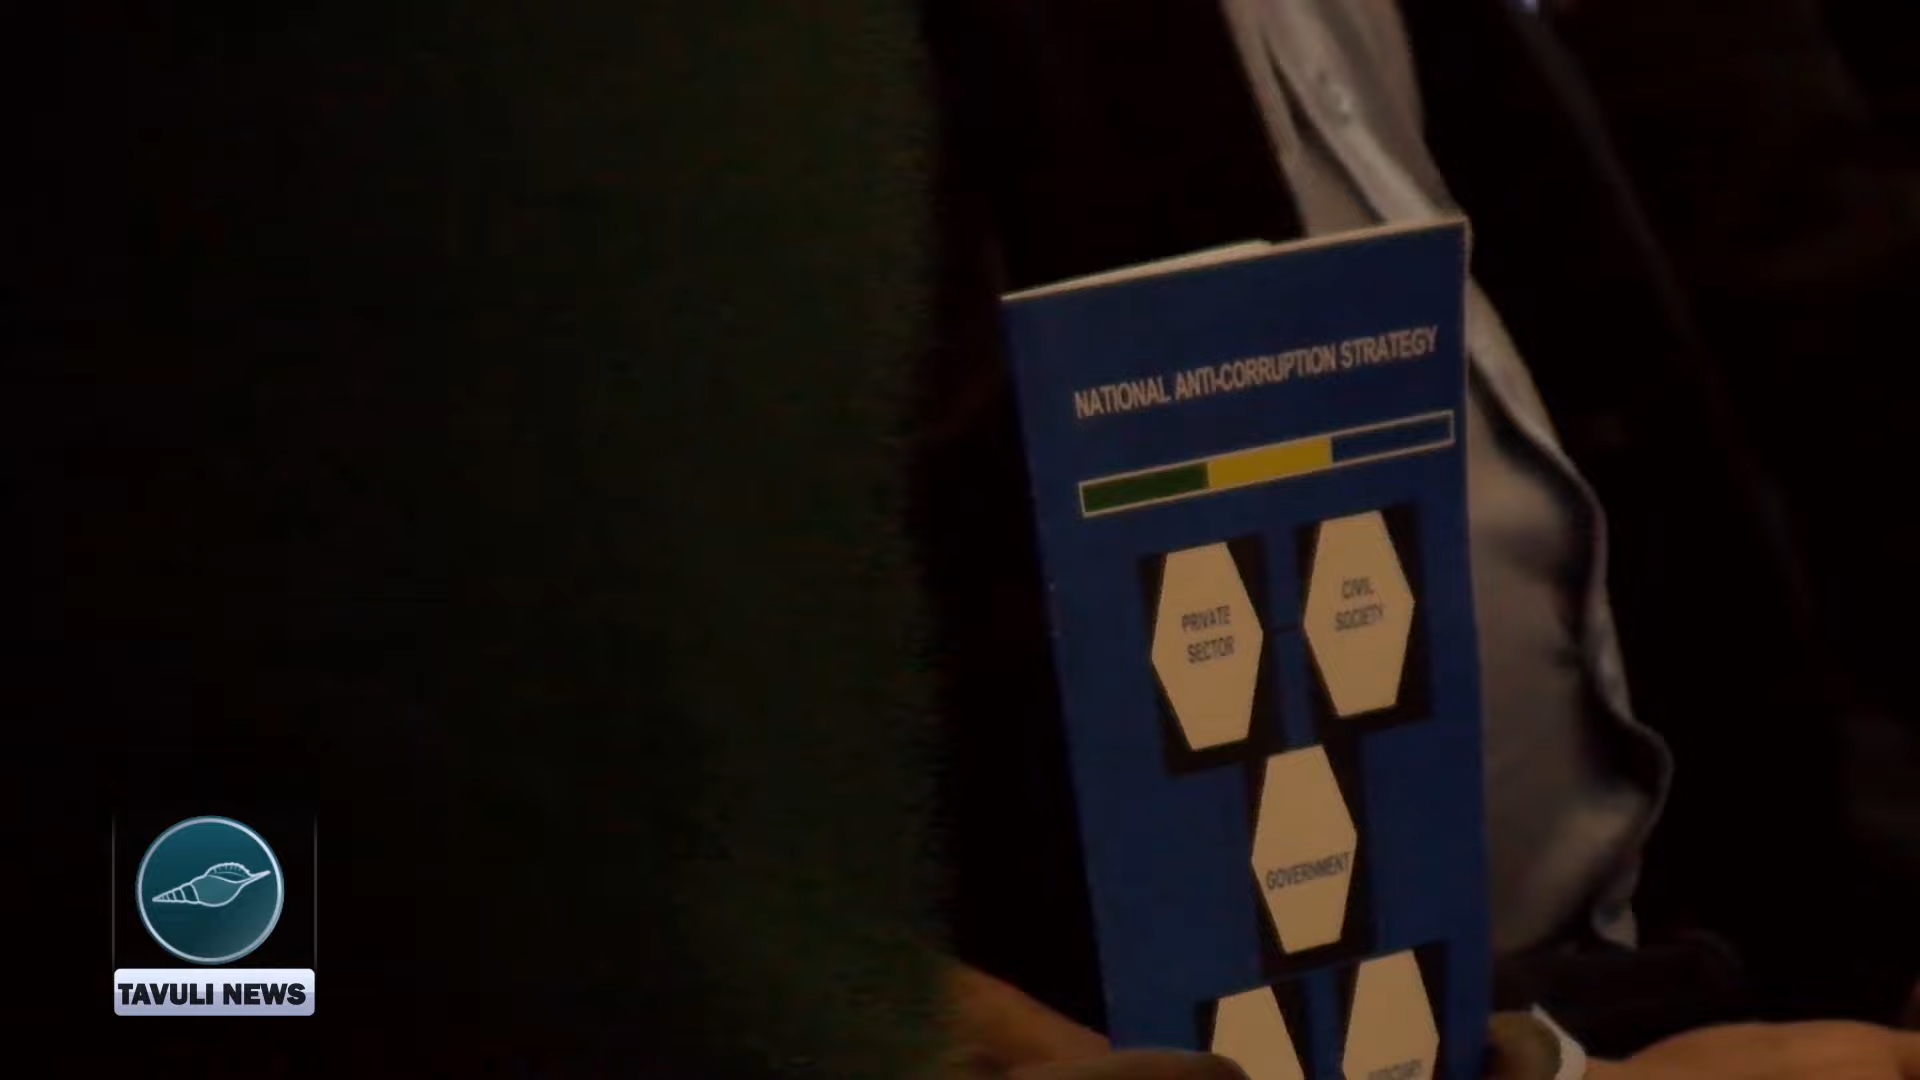 NATIONAL ANTI-CORRUPTION STRATEGY
PRIVATE
SECTOR
CIVIL
SOCIETY
GOVERNMENT
TAVULI NEWS